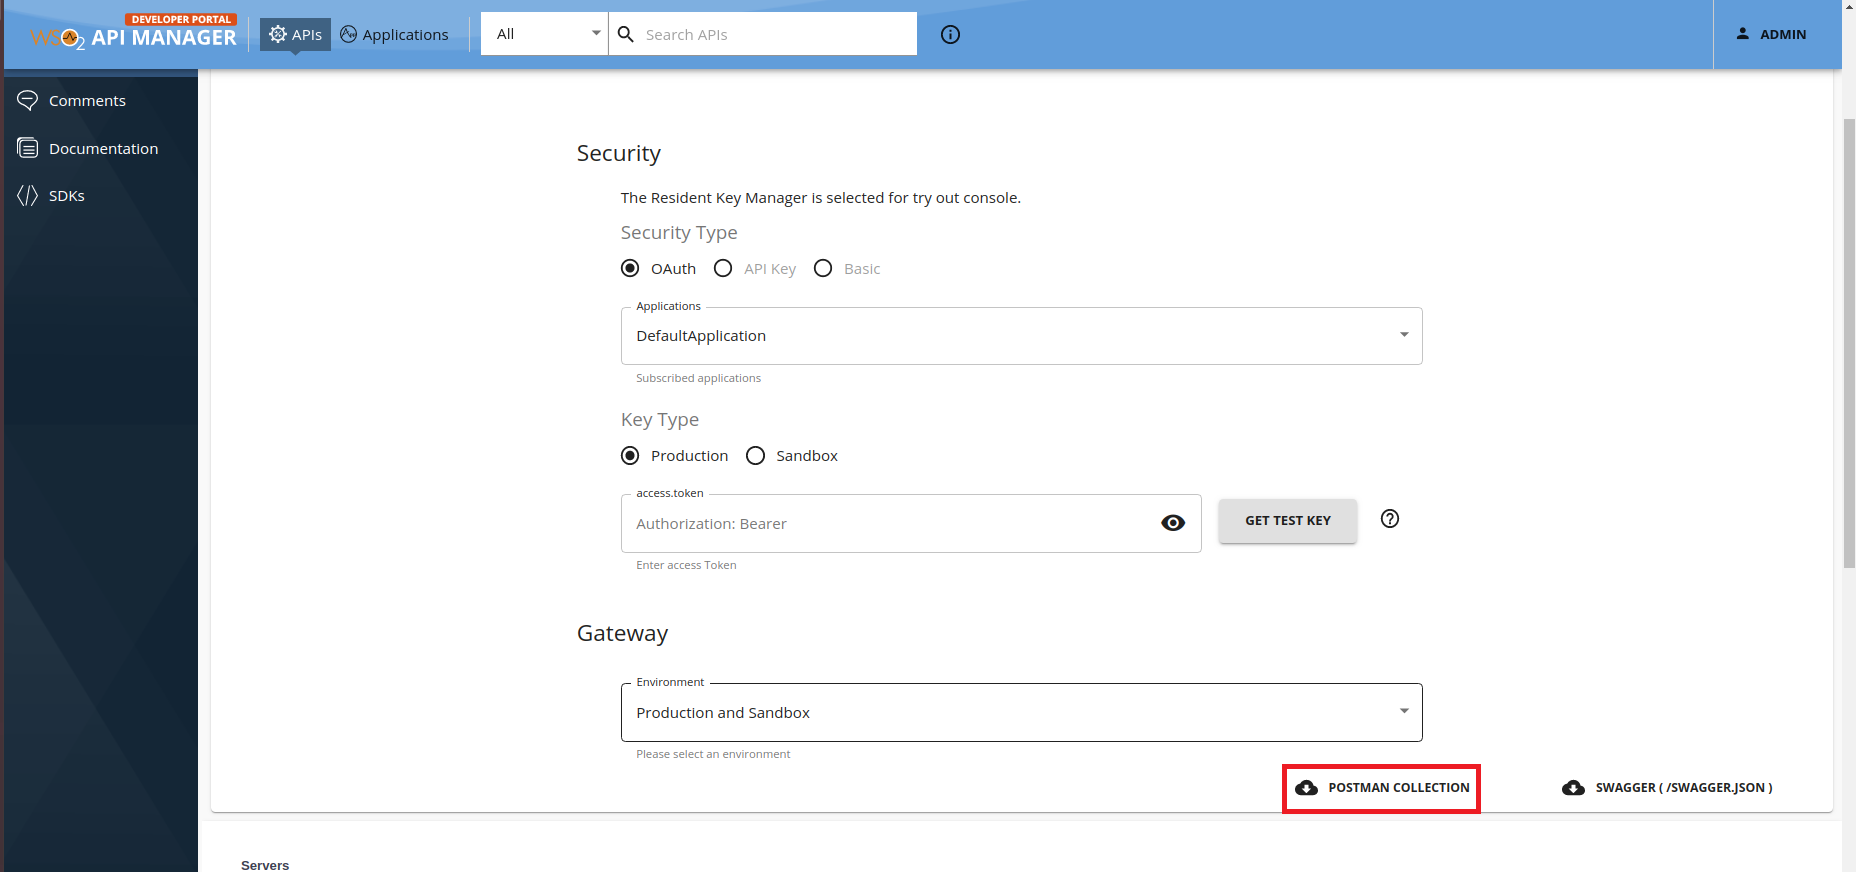 DEVELOPER PORTAL
WSO2 API MANAGER
APIs
Applications
All
Search APIs
ADMIN
Comments
Documentation
SDKs
Security
The Resident Key Manager is selected for try out console.
Security Type
OAuth API Key Basic
Applications
DefaultApplication
Subscribed applications
Key Type
Production Sandbox
access.token
Authorization: Bearer
GET TEST KEY
Enter access Token
Gateway
Environment
Production and Sandbox
Please select an environment
POSTMAN COLLECTION
SWAGGER ( /SWAGGER.JSON )
Servers